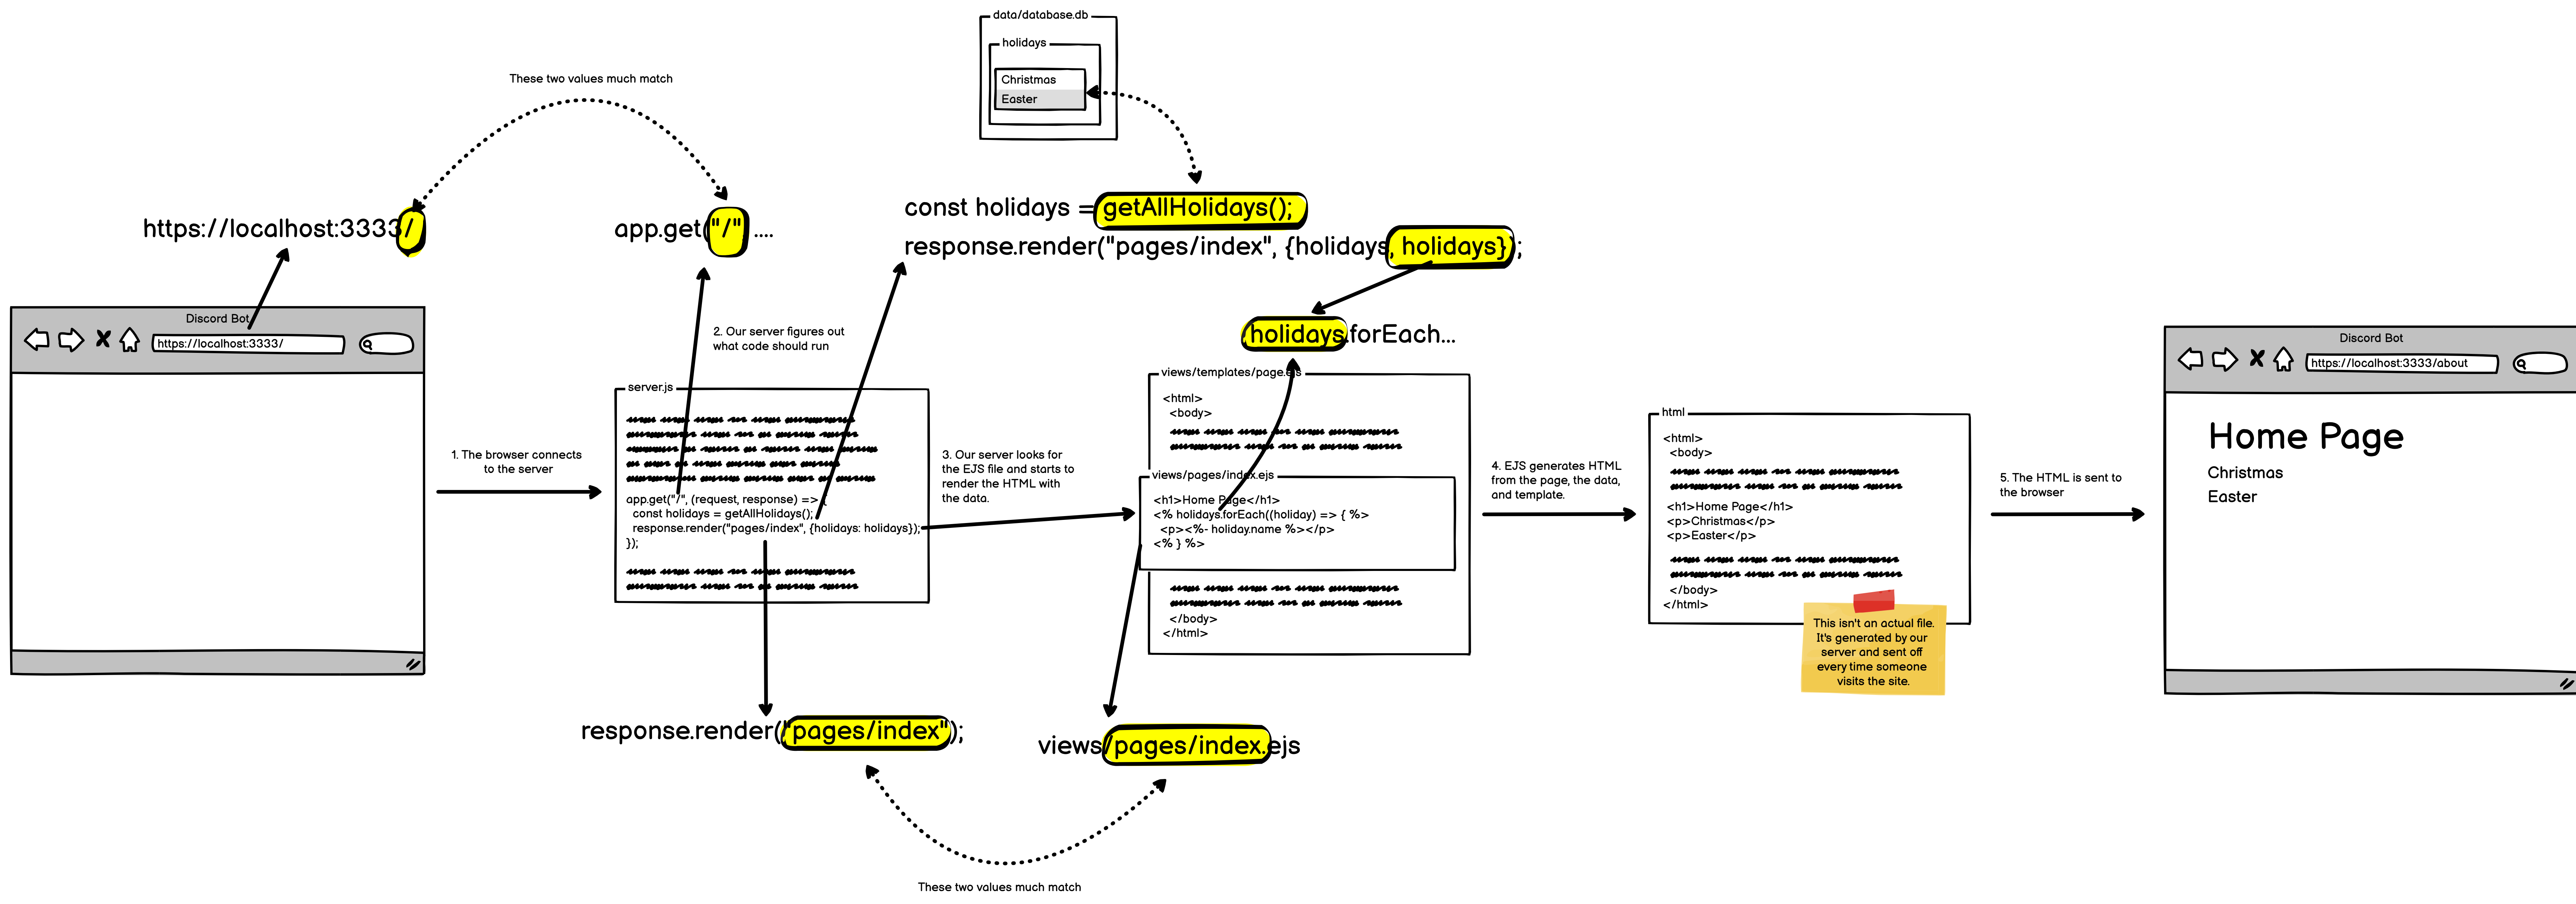 data/database.db
holidays
Christmas
Easter
These two values much match
https://localhost:3333/
app.get("/", ....
const holidays = getAllHolidays();
response.render("pages/index", {holidays, holidays});
holidays.forEach...
Discord Bot
https://localhost:3333/
1. The browser connects
to the server
2. Our server figures out
what code should run
server.js
app.get("/", (request, response) => {
const holidays = getAllHolidays();
response.render("pages/index", {holidays: holidays});
});
3. Our server looks for
the EJS file and starts to
render the HTML with
the data.
views/templates/page.ejs
<html>
<body>
views/pages/index.ejs
<h1>Home Page</h1>
<% holidays.forEach((holiday) => { %>
<p><%- holiday.name %></p>
<% } %>
</body>
</html>
4. EJS generates HTML
from the page, the data,
and template.
html
<html>
<body>
<h1>Home Page</h1>
<p>Christmas</p>
<p>Easter</p>
</body>
</html>
This isn't an actual file.
It's generated by our
server and sent off
every time someone
visits the site.
5. The HTML is sent to
the browser
Discord Bot
https://localhost:3333/about
Home Page
Christmas
Easter
response.render("pages/index");
views/pages/index.ejs
These two values much match